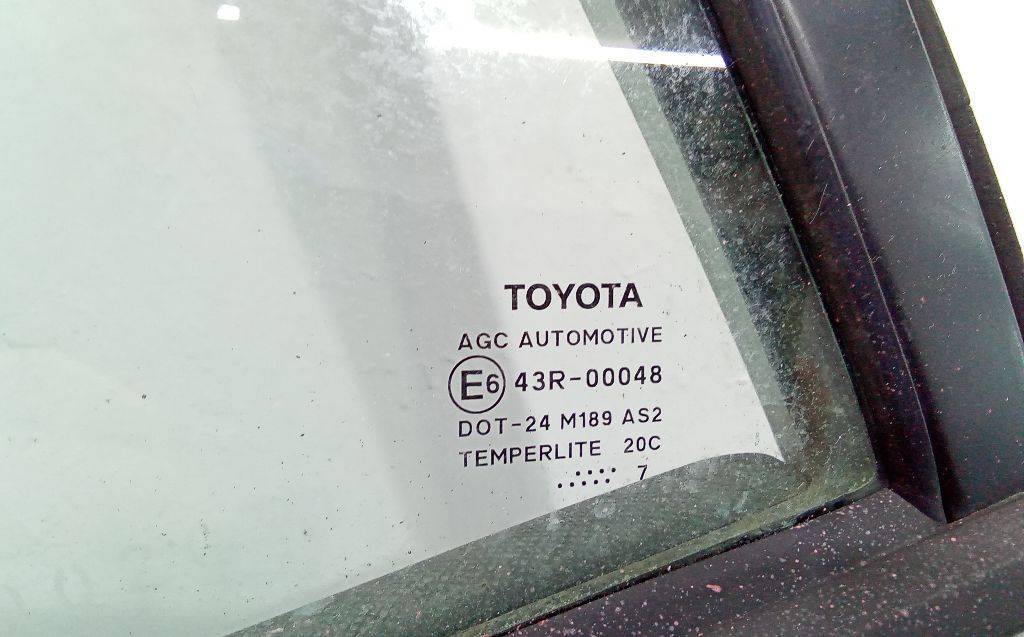 TOYOTA
AGC AUTOMOTIVE
E6 43R-00048
DOT-24 M189 AS2
TEMPERLITE 20C
7